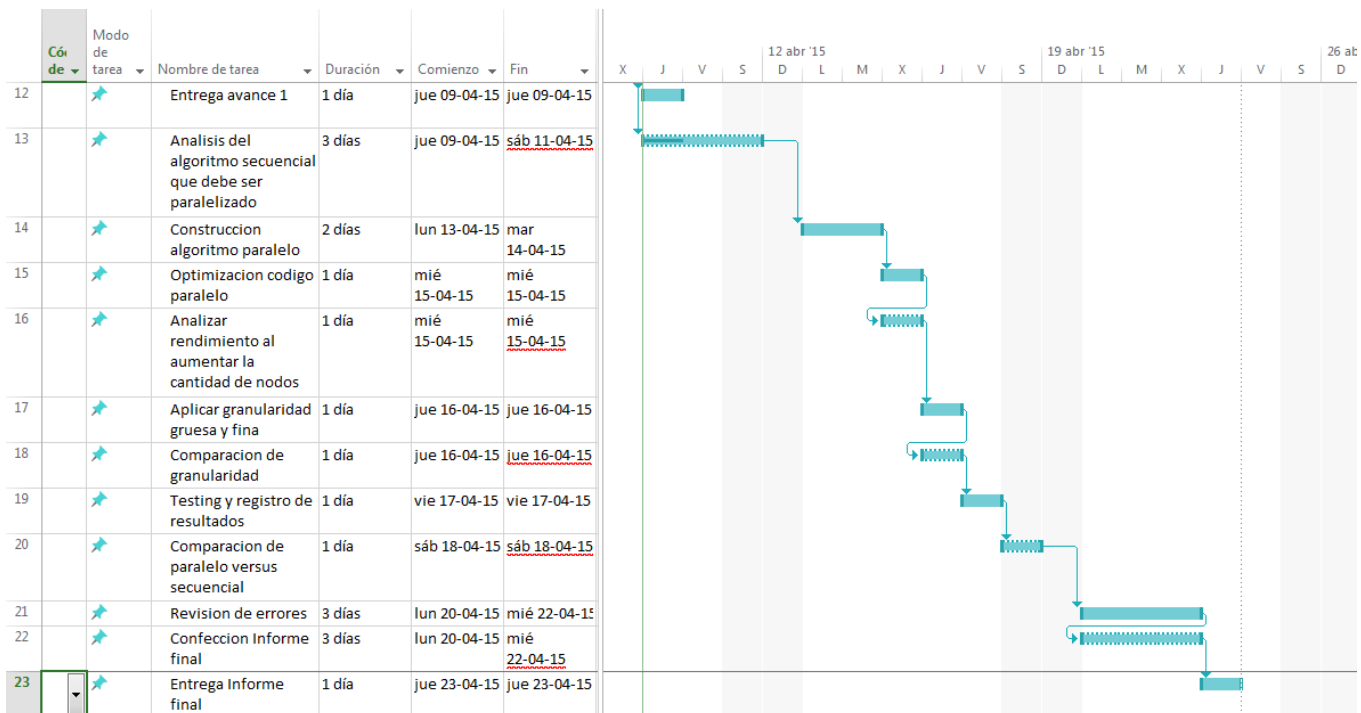 Modo
Có de
de tarea Nombre de tarea Duración Comienzo Fin
12 abr '15 19 abr '15 26 ab
X J V S D L M X J V S D L M X J V S D
12 Entrega avance 1 1 día jue 09-04-15 jue 09-04-15
13 Analisis del 3 días jue 09-04-15 sáb 11-04-15
algoritmo secuencial
que debe ser
paralelizado
14 Construccion 2 días lun 13-04-15 mar
algoritmo paralelo 14-04-15
15 Optimizacion codigo 1 día mié mié
paralelo 15-04-15 15-04-15
16 Analizar 1 día mié mié
rendimiento al 15-04-15 15-04-15
aumentar la
cantidad de nodos
17 Aplicar granularidad 1 día jue 16-04-15 jue 16-04-15
gruesa y fina
18 Comparacion de 1 día jue 16-04-15 jue 16-04-15
granularidad
19 Testing y registro de 1 día vie 17-04-15 vie 17-04-15
resultados
20 Comparacion de 1 día sáb 18-04-15 sáb 18-04-15
paralelo versus
secuencial
21 Revision de errores 3 días lun 20-04-15 mié 22-04-15
22 Confeccion Informe 3 días lun 20-04-15 mié
final 22-04-15
23 Entrega Informe 1 día jue 23-04-15 jue 23-04-15
final